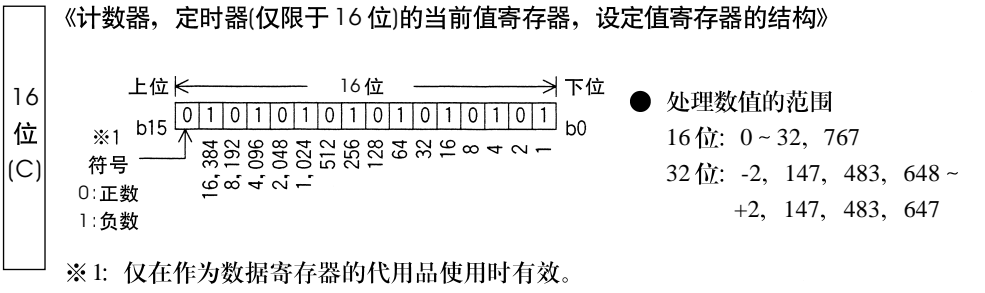 《计数器，定时器(仅限于 16 位)的当前值寄存器，设定值寄存器的结构》
16
位
(C)
上位 16位 下位
b15 0 1 0 1 0 1 0 1 0 1 0 1 0 1 0 1 b0
※1
符号
0:正数
1:负数
16,384 8,192 4,096 2,048 1,024 512 256 128 64 32 16 8 4 2 1
● 处理数值的范围
16 位: 0 ~ 32，767
32 位: -2，147，483，648 ~
+2，147，483，647
※ 1: 仅在作为数据寄存器的代用品使用时有效。